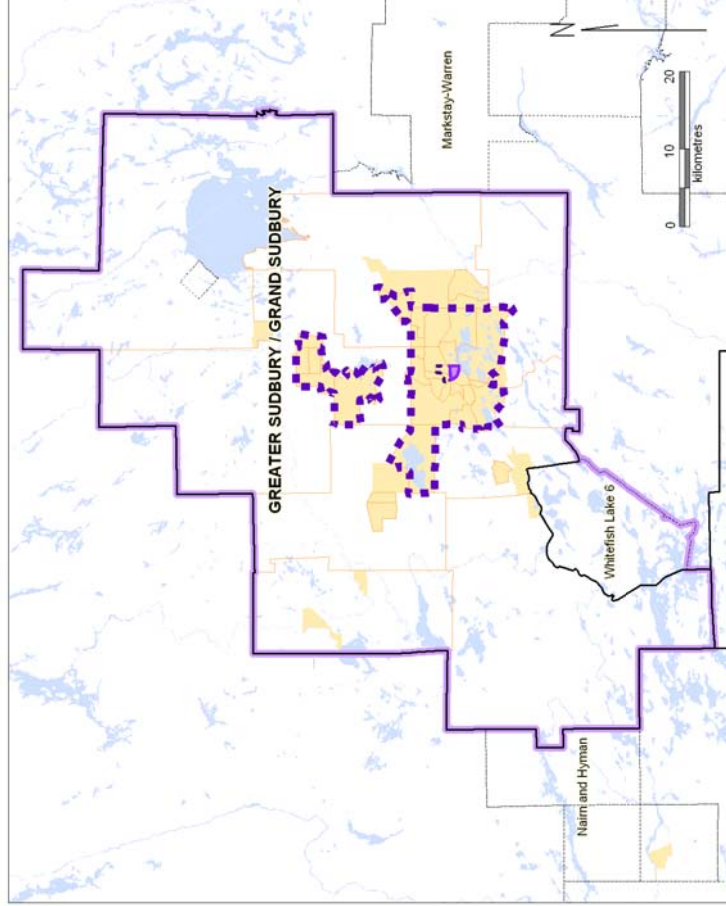 GREATER SUDBURY / GRAND SUDBURY
Markstay-Warren
N
Whitefish Lake 6
Nairn and Hyman
0 10 20
kilometres